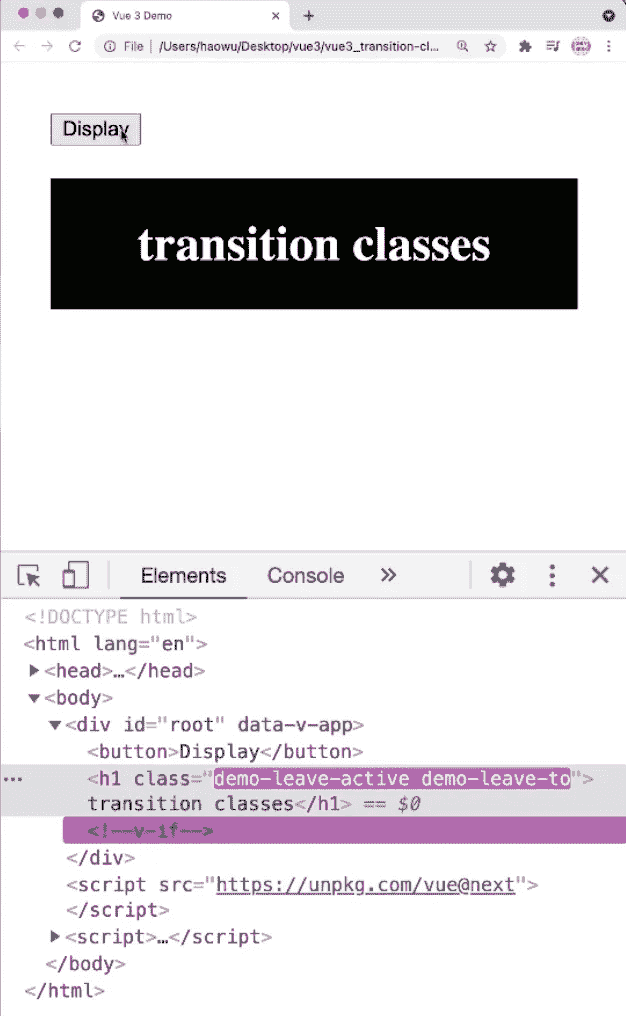 Vue 3 Demo
File | /Users/haowu/Desktop/vue3/vue3_transition-cl...
Display
transition classes
Elements Console
<!DOCTYPE html>
<html lang="en">
<head>…</head>
<body>
<div id="root" data-v-app>
<button>Display</button>
<h1 class="demo-leave-active demo-leave-to">
transition classes</h1> == $0
<!--v-if-->
</div>
<script src="https://unpkg.com/vue@next">
</script>
<script>…</script>
</body>
</html>